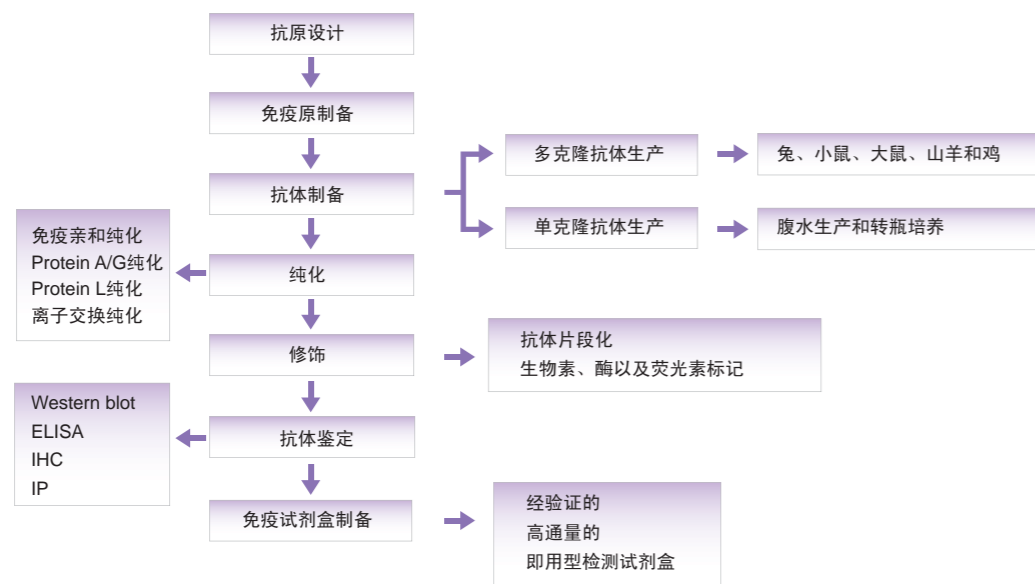 抗原设计
免疫原制备
抗体制备
多克隆抗体生产
兔、小鼠、大鼠、山羊和鸡
单克隆抗体生产
腹水生产和转瓶培养
纯化
免疫亲和纯化
Protein A/G纯化
Protein L纯化
离子交换纯化
修饰
抗体片段化
生物素、酶以及荧光素标记
抗体鉴定
Western blot
ELISA
IHC
IP
免疫试剂盒制备
经验证的
高通量的
即用型检测试剂盒